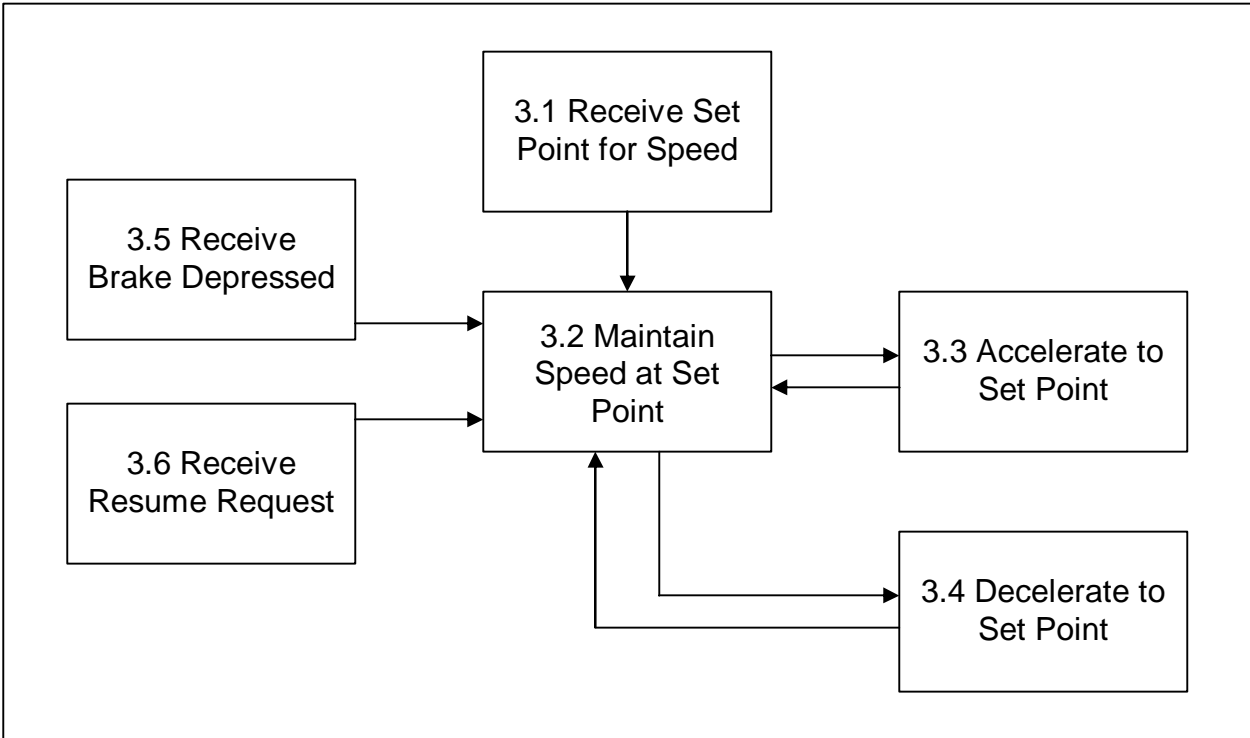 3.1 Receive Set
Point for Speed
3.5 Receive
Brake Depressed
3.2 Maintain
Speed at Set
Point
3.3 Accelerate to
Set Point
3.6 Receive
Resume Request
3.4 Decelerate to
Set Point